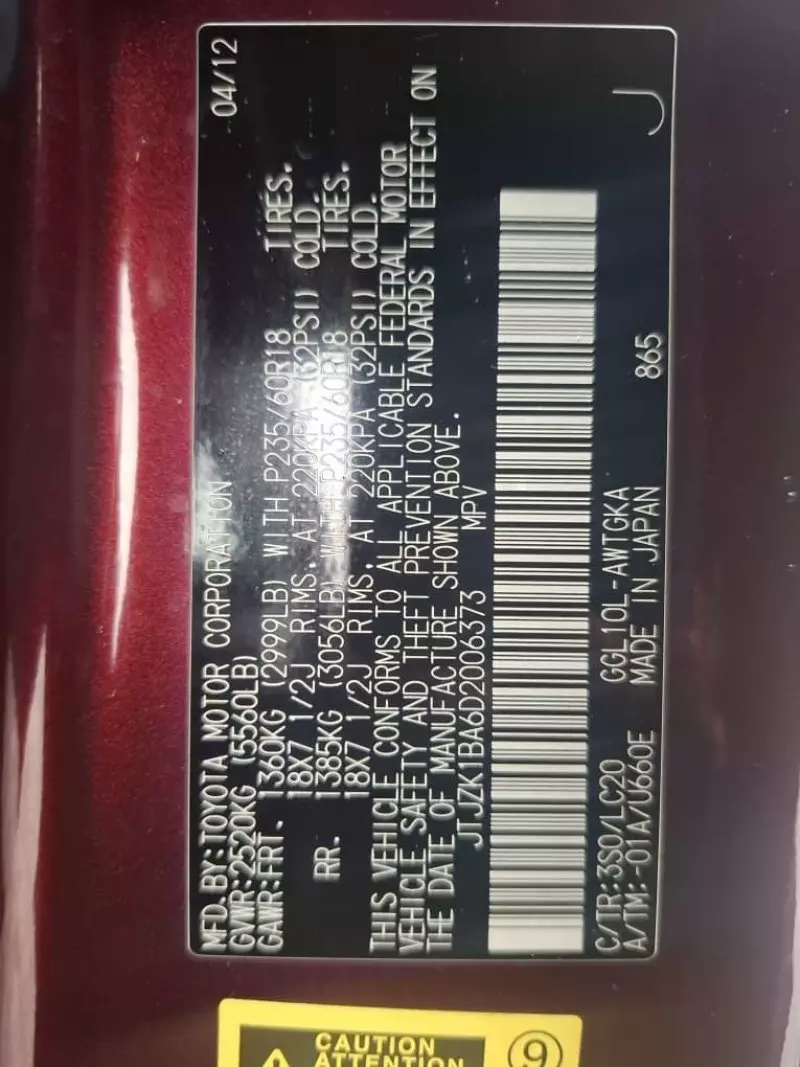 MFD.BY:TOYOTA MOTOR CORPORATION 04/12
GVWR:2520KG (5560LB)
GAWR:FRT. 1360KG (2999LB) WITH P235/60R18 TIRES.
18X7 1/2J RIMS, AT 220KPA (32PSI) COLD.
RR. 1385KG (3056LB) WITH P235/60R18 TIRES.
18X7 1/2J RIMS, AT 220KPA (32PSI) COLD.
THIS VEHICLE CONFORMS TO ALL APPLICABLE FEDERAL MOTOR
VEHICLE SAFETY AND THEFT PREVENTION STANDARDS IN EFFECT ON
THE DATE OF MANUFACTURE SHOWN ABOVE.
JTJZK1BA6D2006373 MPV
C/TR:3S0/LC20 GGL10L-AWTGKA
A/TM:-01A/U660E MADE IN JAPAN 865 J
CAUTION
ATTENTION
9